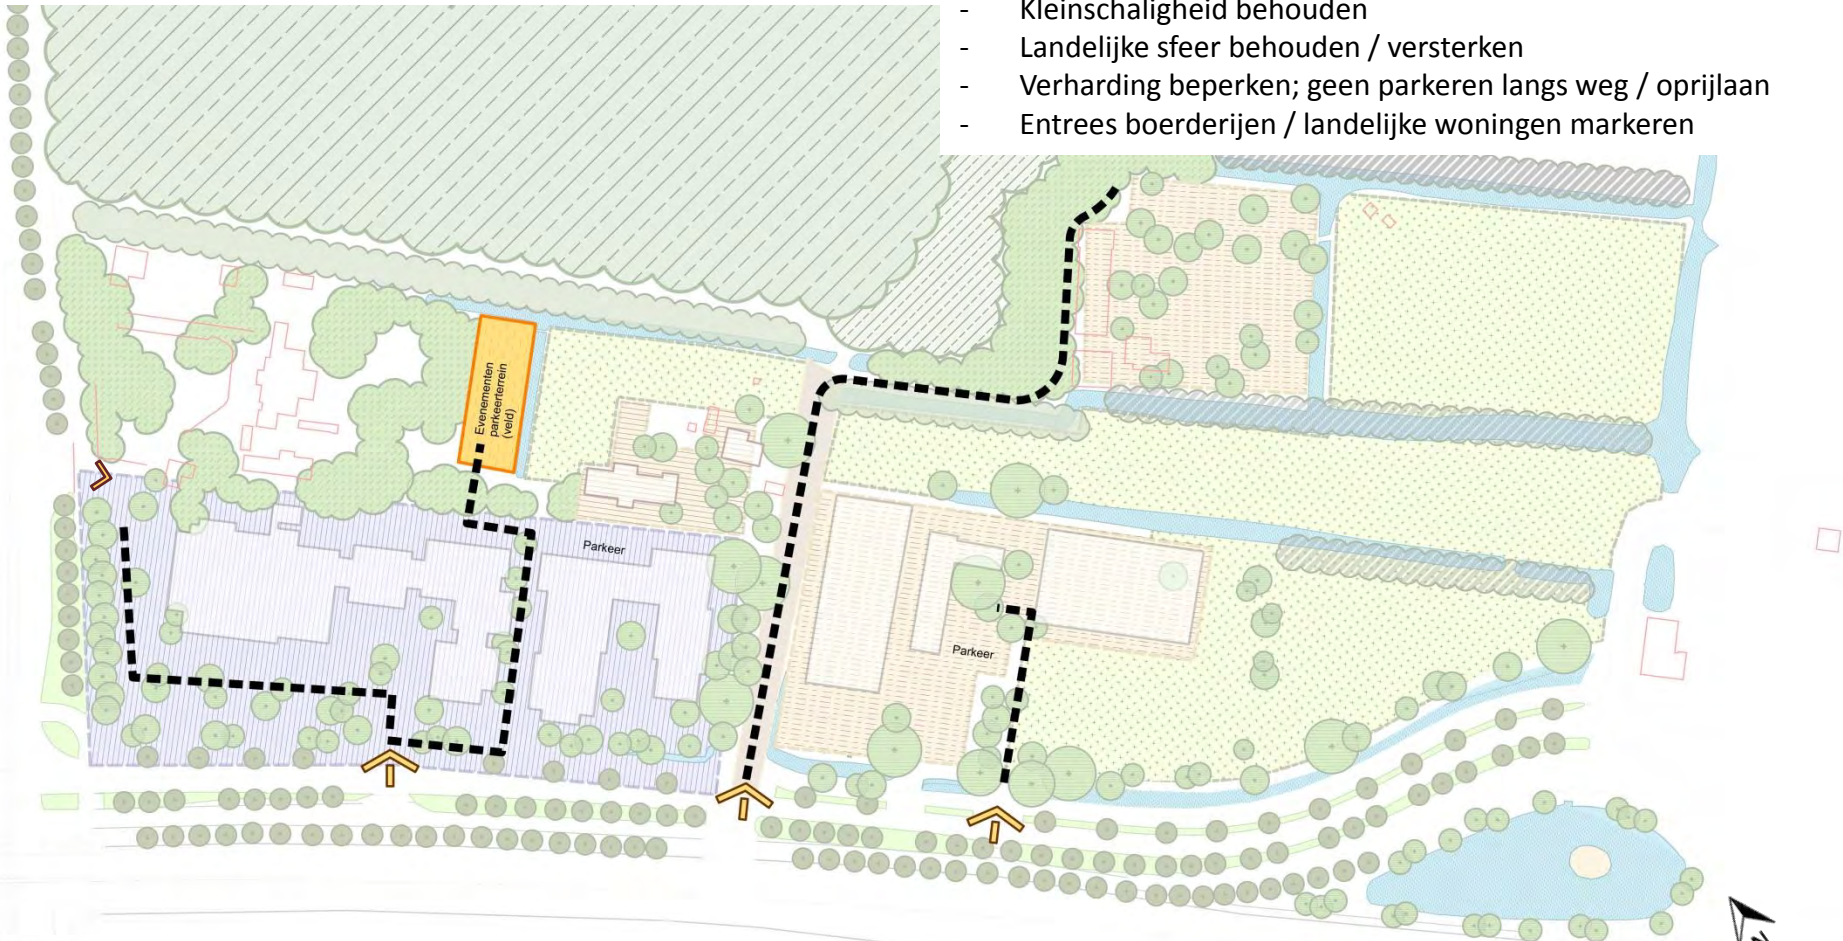 - Kleinschaligheid behouden
- Landelijke sfeer behouden / versterken
- Verharding beperken; geen parkeren langs weg / oprijlaan
- Entrees boerderijen / landelijke woningen markeren
Evenementen
parkeerterrein
(veld)
Parkeer
Parkeer